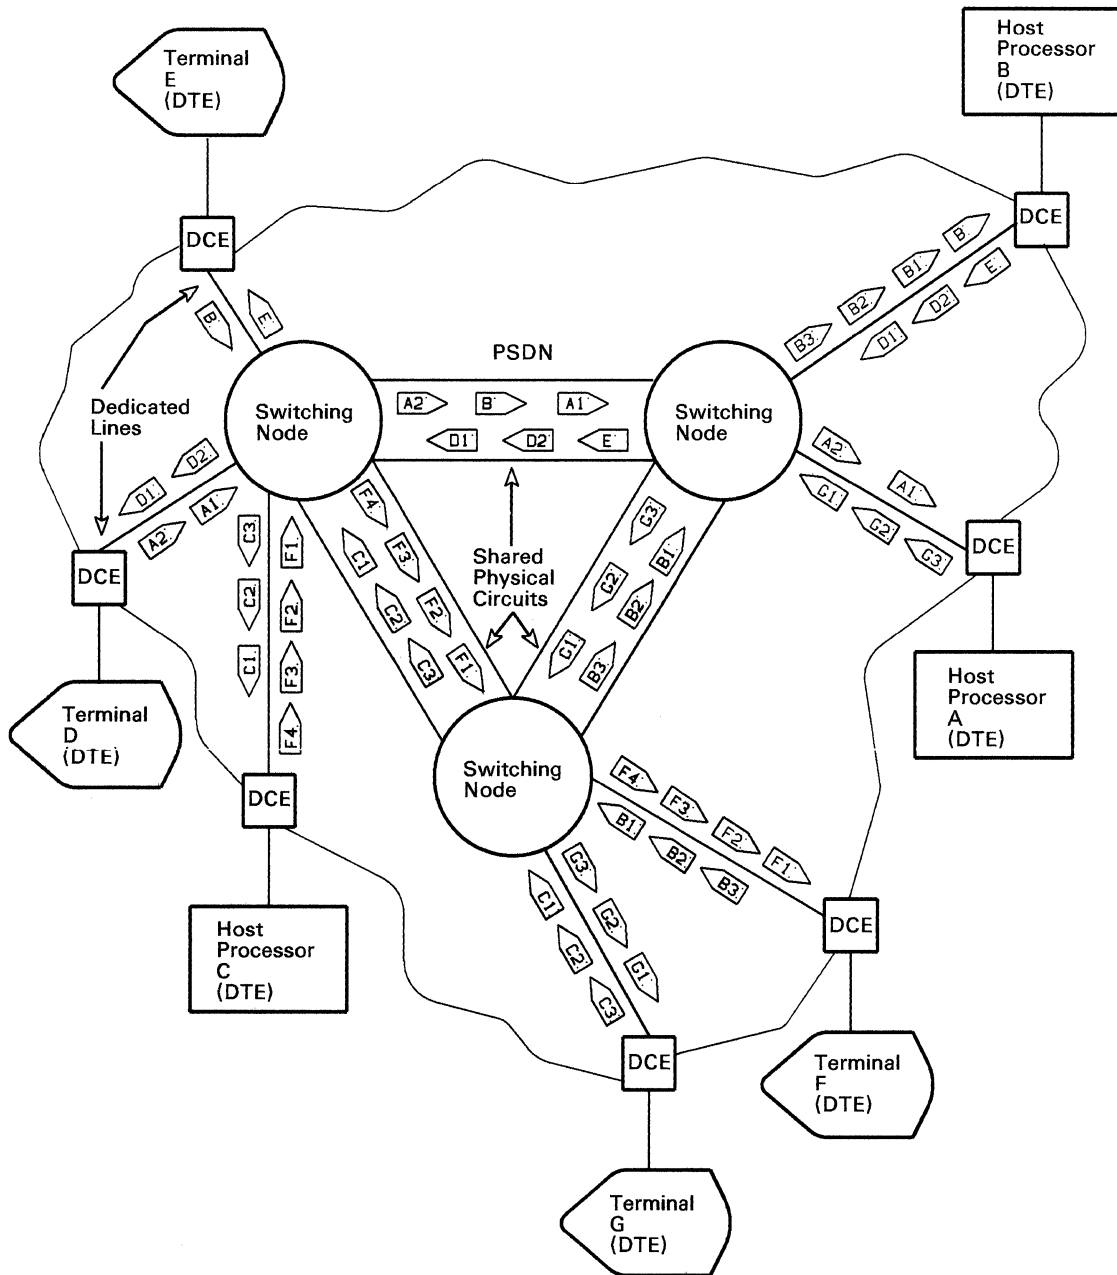 Terminal
E
(DTE)
Host
Processor
B
(DTE)
DCE
DCE
B
E
B
B1
B2
B3
E
D2
D1
PSDN
Dedicated
Lines
Switching
Node
Switching
Node
A2
B
A1
D1
D2
E
D2
D1
A1
A2
A2
A1
G1
G2
G3
DCE
DCE
C3
C2
C1
F1
F2
F3
F4
F4
F3
F2
F1
C1
C2
C3
Shared
Physical
Circuits
G3
G2
G1
B1
B2
B3
Terminal
D
(DTE)
Host
Processor
A
(DTE)
Switching
Node
DCE
F4
F3
F2
F1
B1
B2
B3
G3
G2
G1
C1
C2
C3
Host
Processor
C
(DTE)
DCE
DCE
Terminal
F
(DTE)
Terminal
G
(DTE)